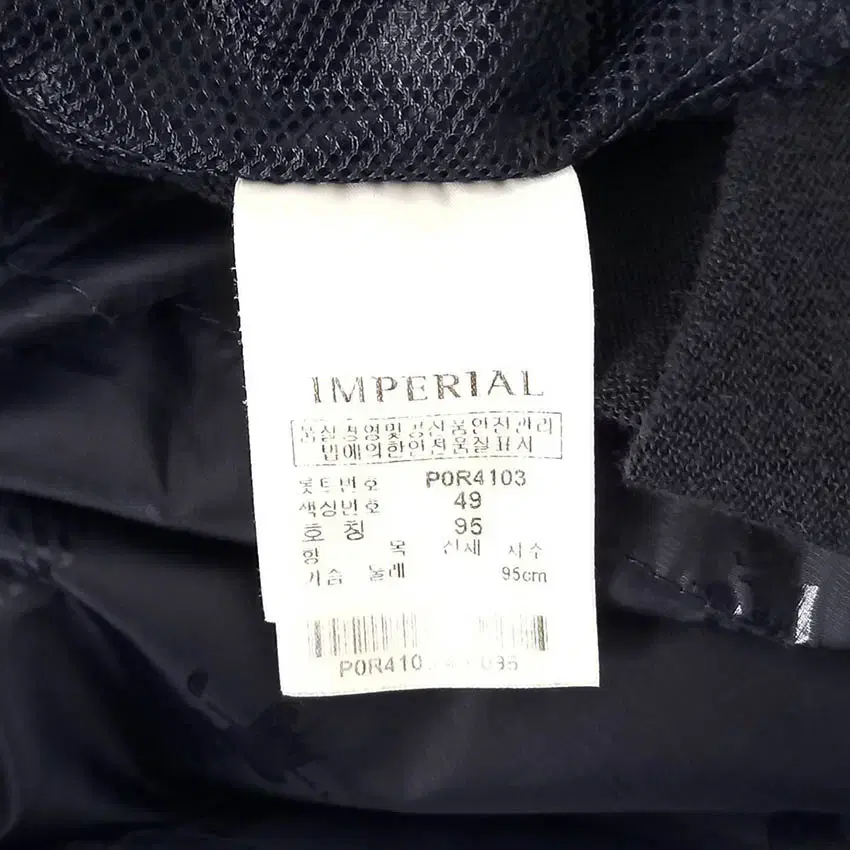 IMPERIAL
품질경영및공산품안전관리
법에의한안전품질표시
롯트번호 P0R4103
색상번호 49
호 칭 95
항 목 신체 치수
가슴 둘레 95cm
P0R410 095